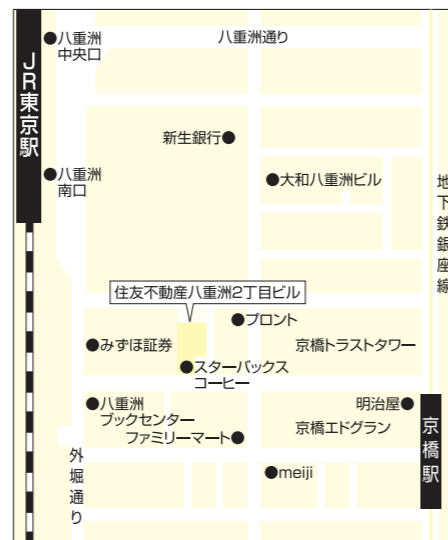 ●八重洲
中央口
八重洲通り
JR東京駅
新生銀行●
●八重洲
南口
●大和八重洲ビル
地下鉄銀座線
住友不動産八重洲2丁目ビル
●プロント
●みずほ証券
京橋トラストタワー
●スターバックス
コーヒー
●八重洲
ブックセンター
明治屋●
ファミリーマート●
京橋エドグラン
京橋駅
外堀通り
●meiji